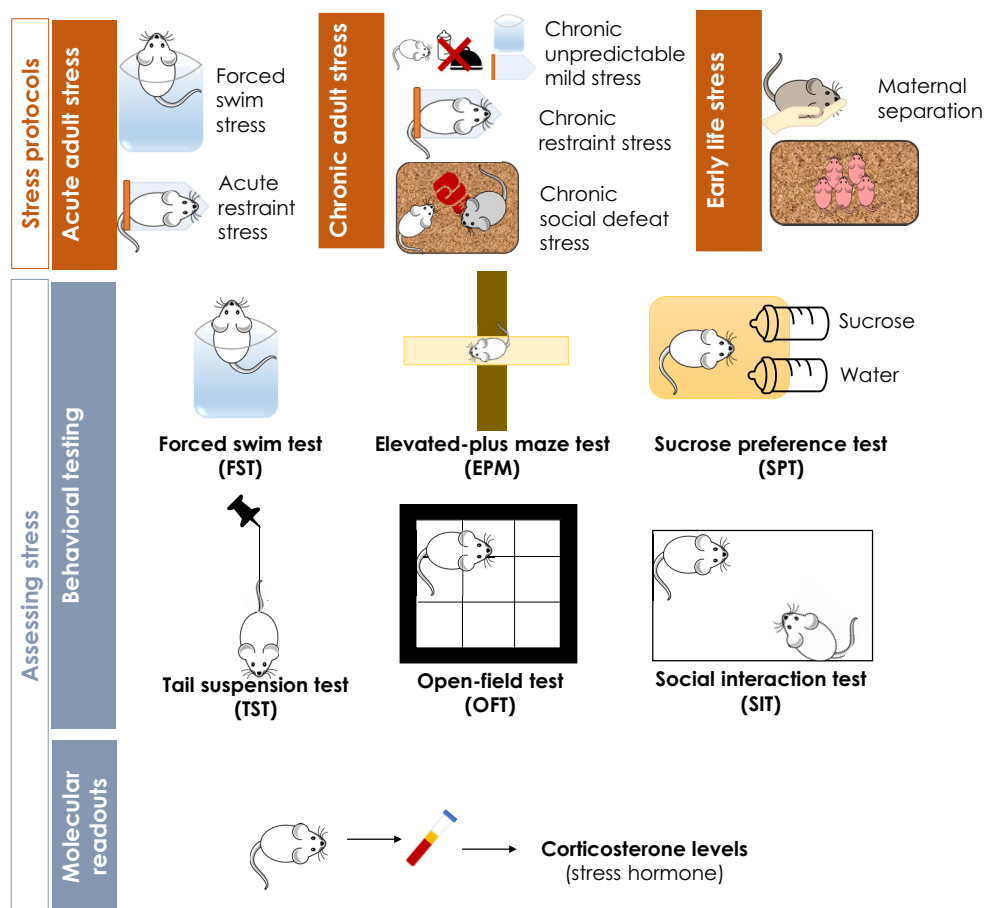 Stress protocols
Acute adult stress
Forced
swim
stress
Acute
restraint
stress
Chronic adult stress
Chronic
unpredictable
mild stress
Chronic
restraint stress
Chronic
social defeat
stress
Early life stress
Maternal
separation
Assessing stress
Behavioral testing
Forced swim test
(FST)
Elevated-plus maze test
(EPM)
Sucrose
Water
Sucrose preference test
(SPT)
Tail suspension test
(TST)
Open-field test
(OFT)
Social interaction test
(SIT)
Molecular
readouts
Corticosterone levels
(stress hormone)